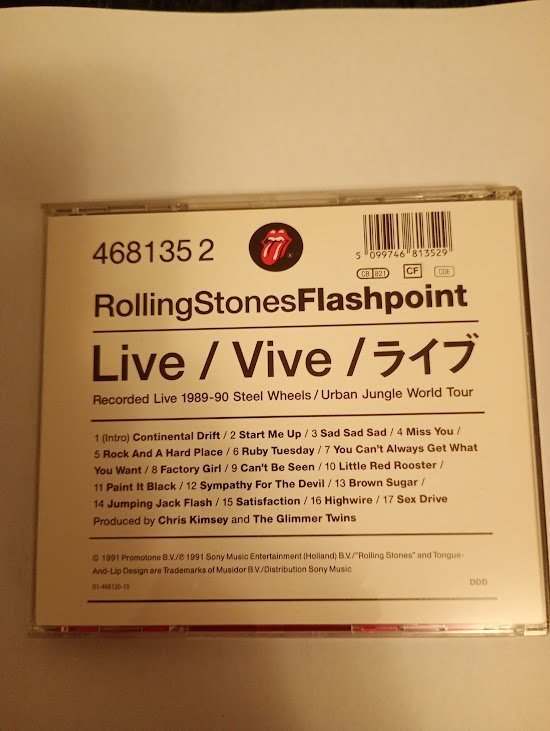 468135 2
5 099746 813529
CB 821 CF CDE
RollingStonesFlashpoint
Live / Vive / ライブ
Recorded Live 1989-90 Steel Wheels / Urban Jungle World Tour
1 (Intro) Continental Drift / 2 Start Me Up / 3 Sad Sad Sad / 4 Miss You /
5 Rock And A Hard Place / 6 Ruby Tuesday / 7 You Can't Always Get What
You Want / 8 Factory Girl / 9 Can't Be Seen / 10 Little Red Rooster /
11 Paint It Black / 12 Sympathy For The Devil / 13 Brown Sugar /
14 Jumping Jack Flash / 15 Satisfaction / 16 Highwire / 17 Sex Drive
Produced by Chris Kimsey and The Glimmer Twins
© 1991 Promotone B.V./℗ 1991 Sony Music Entertainment (Holland) B.V./"Rolling Stones" and Tongue-
And-Lip Design are Trademarks of Musidor B.V./Distribution Sony Music
01-468135-10 DDD